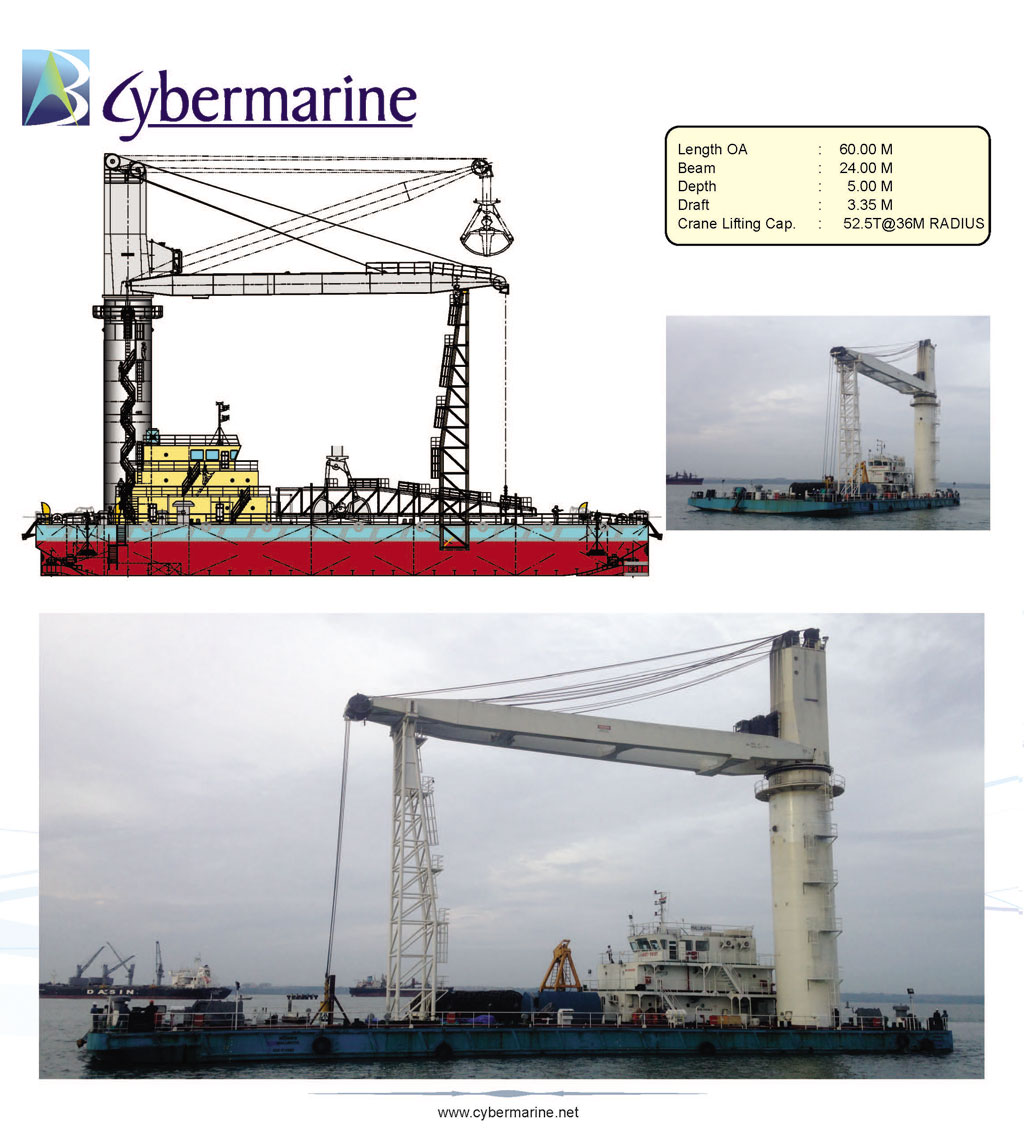 Cybermarine
Length OA : 60.00 M
Beam : 24.00 M
Depth : 5.00 M
Draft : 3.35 M
Crane Lifting Cap. : 52.5T@36M RADIUS
DASIN
www.cybermarine.net